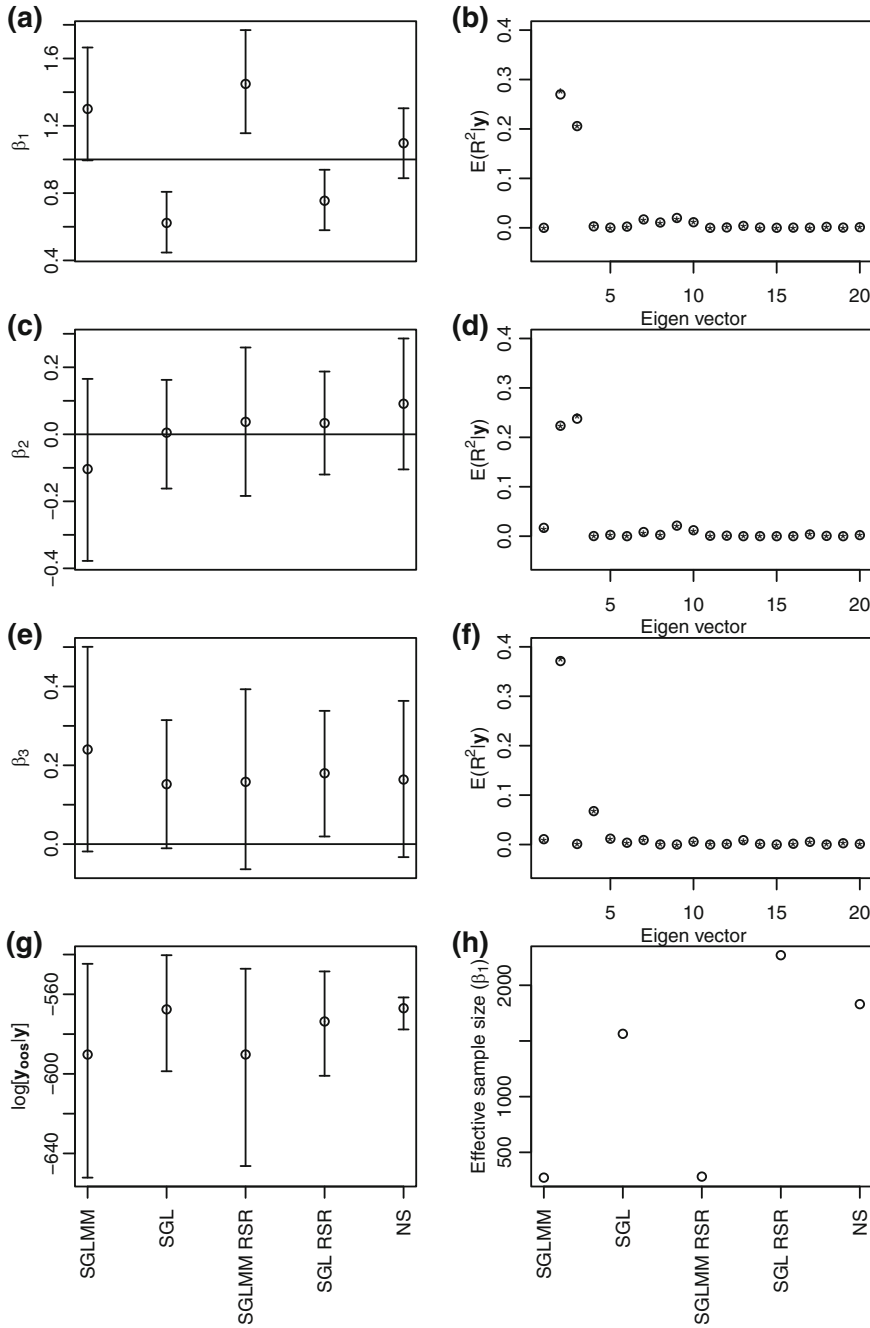 (a)
β1
0.4 0.8 1.2 1.6
(b)
E(R²|y)
0.0 0.1 0.2 0.3 0.4
5 10 15 20
Eigen vector
(c)
β2
−0.4 −0.2 0.0 0.2
(d)
E(R²|y)
0.0 0.1 0.2 0.3 0.4
5 10 15 20
Eigen vector
(e)
β3
0.0 0.2 0.4
(f)
E(R²|y)
0.0 0.1 0.2 0.3 0.4
5 10 15 20
Eigen vector
(g)
log[yoos|y]
−640 −600 −560
SGLMM
SGL
SGLMM RSR
SGL RSR
NS
(h)
Effective sample size (β1)
500 1000 2000
SGLMM
SGL
SGLMM RSR
SGL RSR
NS